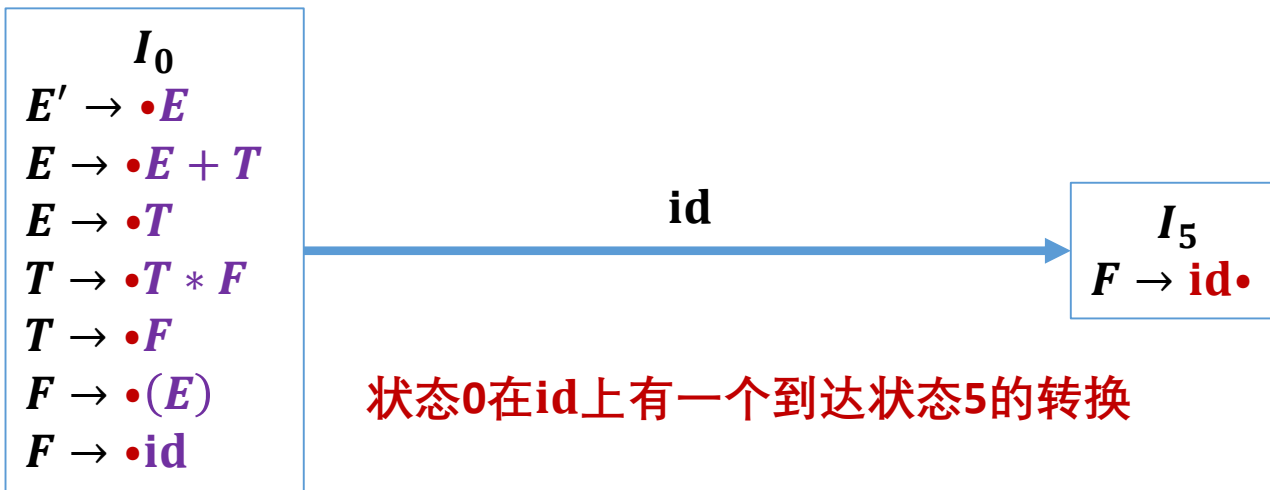 I₀
E′ → •E
E → •E + T
E → •T
T → •T * F
T → •F
F → •(E)
F → •id
id
I₅
F → id•
状态0在id上有一个到达状态5的转换